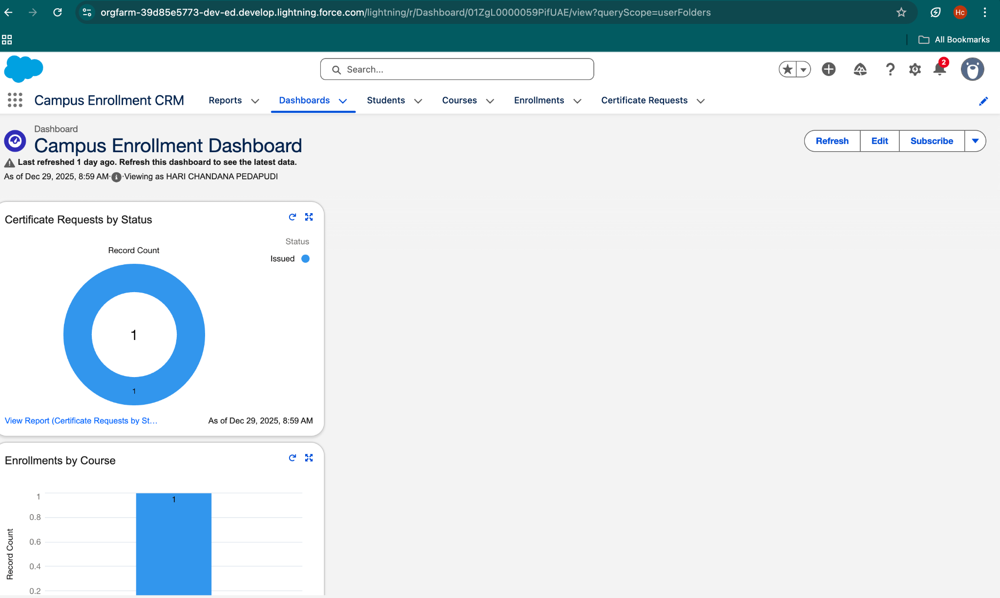 orgfarm-39d85e5773-dev-ed.develop.lightning.force.com/lightning/r/Dashboard/01ZgL0000059PifUAE/view?queryScope=userFolders
Hc
All Bookmarks
Search...
2
Campus Enrollment CRM
Reports
Dashboards
Students
Courses
Enrollments
Certificate Requests
Dashboard
Campus Enrollment Dashboard
Last refreshed 1 day ago. Refresh this dashboard to see the latest data.
As of Dec 29, 2025, 8:59 AM·Viewing as HARI CHANDANA PEDAPUDI
Refresh
Edit
Subscribe
Certificate Requests by Status
Status
Record Count
Issued
1
1
View Report (Certificate Requests by St...
As of Dec 29, 2025, 8:59 AM
Enrollments by Course
1
1
0.8
0.6
0.4
0.2
Record Count